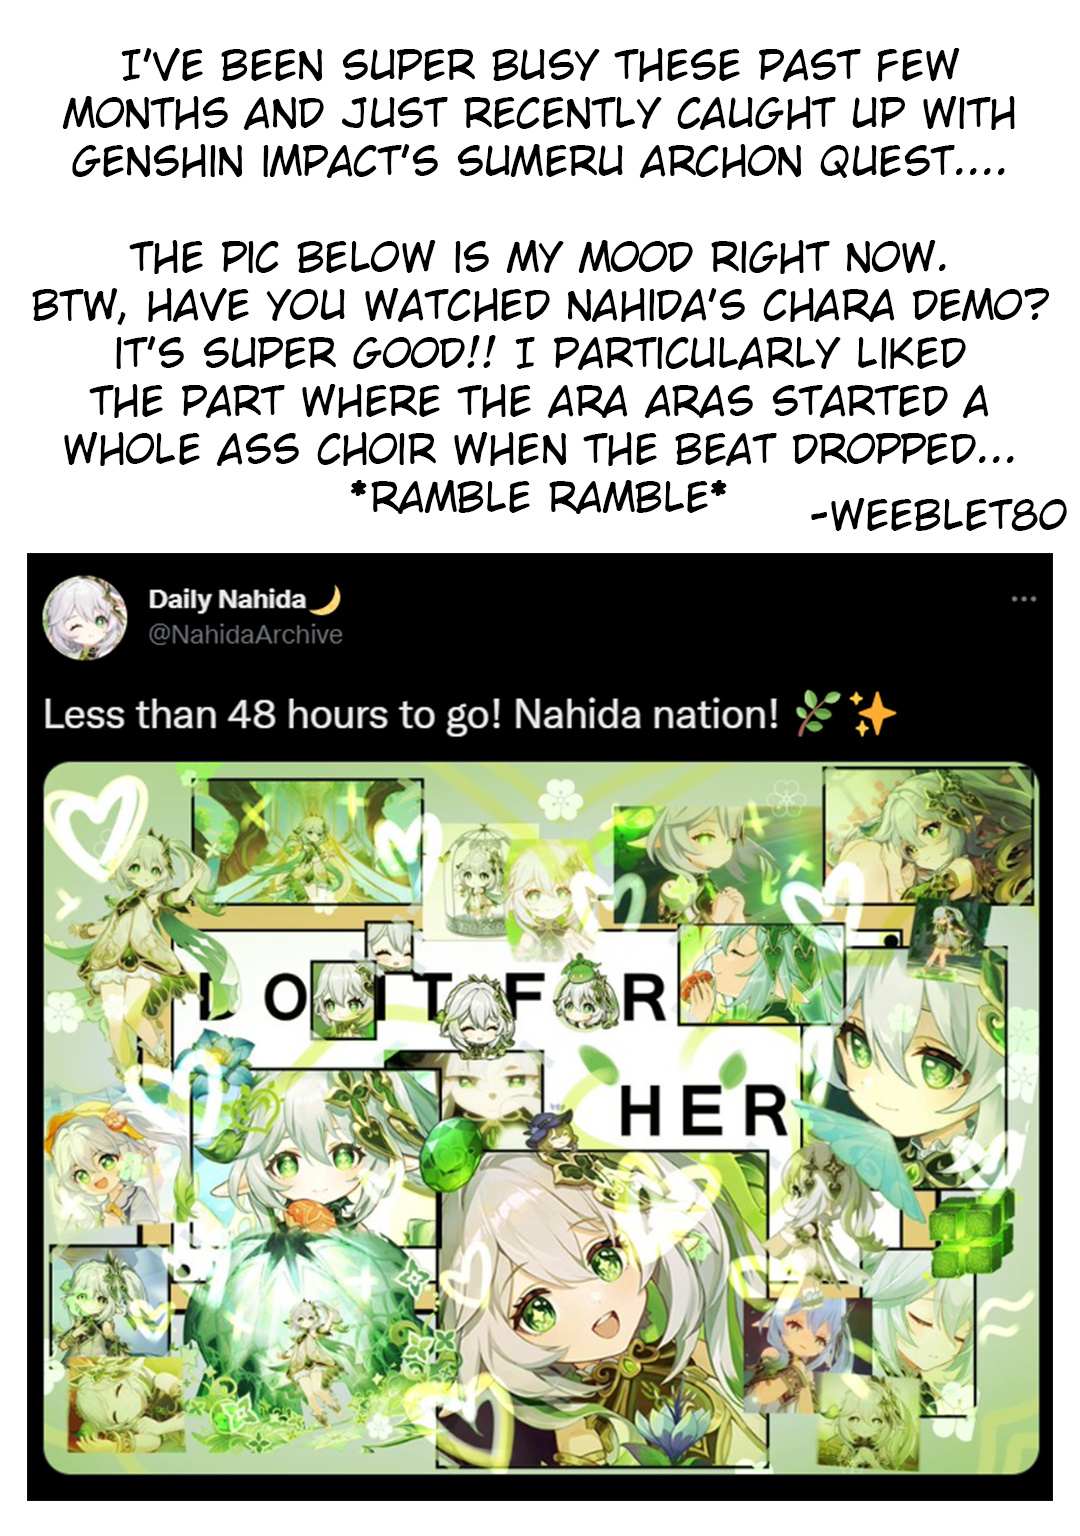 I'VE BEEN SUPER BUSY THESE PAST FEW
MONTHS AND JUST RECENTLY CAUGHT UP WITH
GENSHIN IMPACT'S SUMERU ARCHON QUEST....
THE PIC BELOW IS MY MOOD RIGHT NOW.
BTW, HAVE YOU WATCHED NAHIDA'S CHARA DEMO?
IT'S SUPER GOOD!! I PARTICULARLY LIKED
THE PART WHERE THE ARA ARAS STARTED A
WHOLE ASS CHOIR WHEN THE BEAT DROPPED...
*RAMBLE RAMBLE*
-WEEBLET80
Daily Nahida🌙
@NahidaArchive
Less than 48 hours to go! Nahida nation! 🌿✨
DO IT FOR
HER